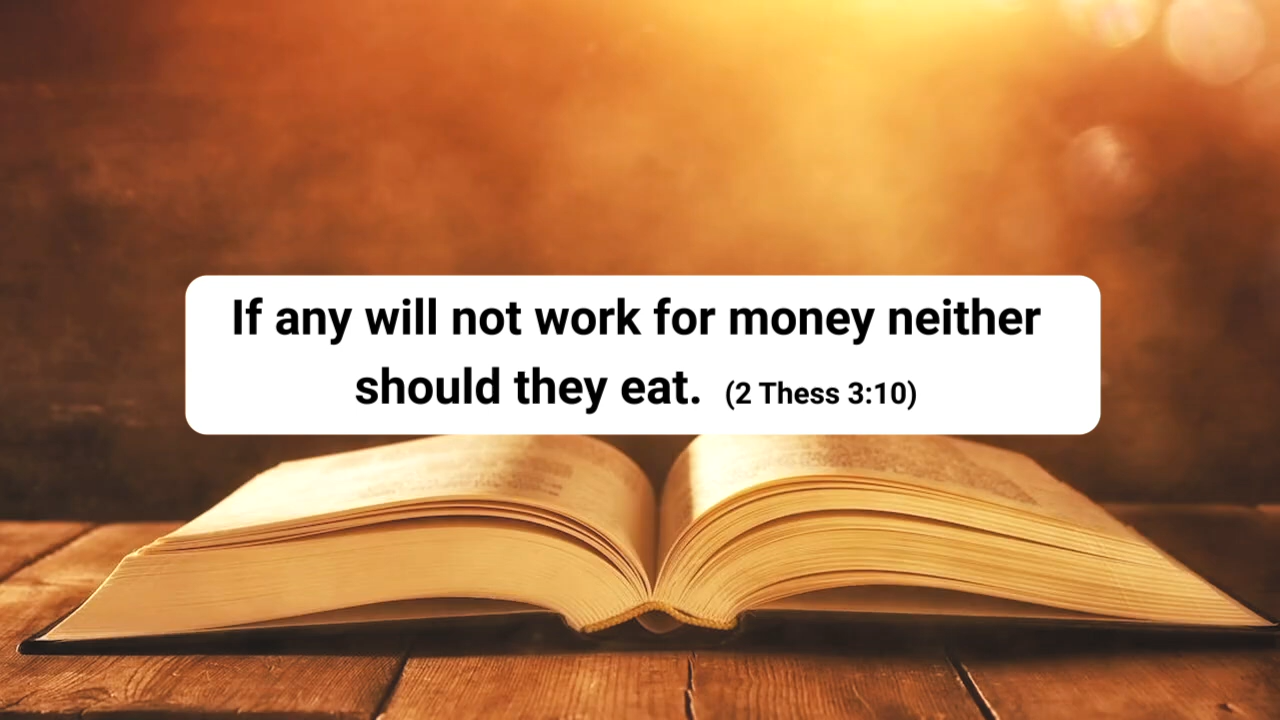 If any will not work for money neither
should they eat. (2 Thess 3:10)